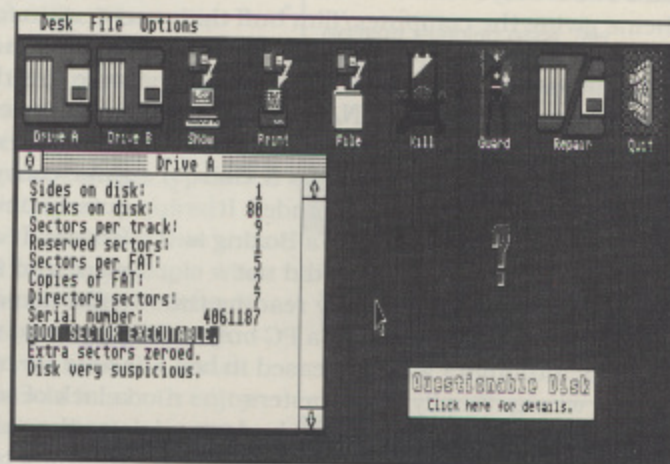 Desk File Options
Drive A Drive B Show Print File Kill Guard Repair Quit
Drive A
Sides on disk: 1
Tracks on disk: 80
Sectors per track: 9
Reserved sectors: 1
Sectors per FAT: 5
Copies of FAT: 2
Directory sectors: 7
Serial number: 4061187
BOOT SECTOR EXECUTABLE.
Extra sectors zeroed.
Disk very suspicious.
?
Questionable Disk
Click here for details.